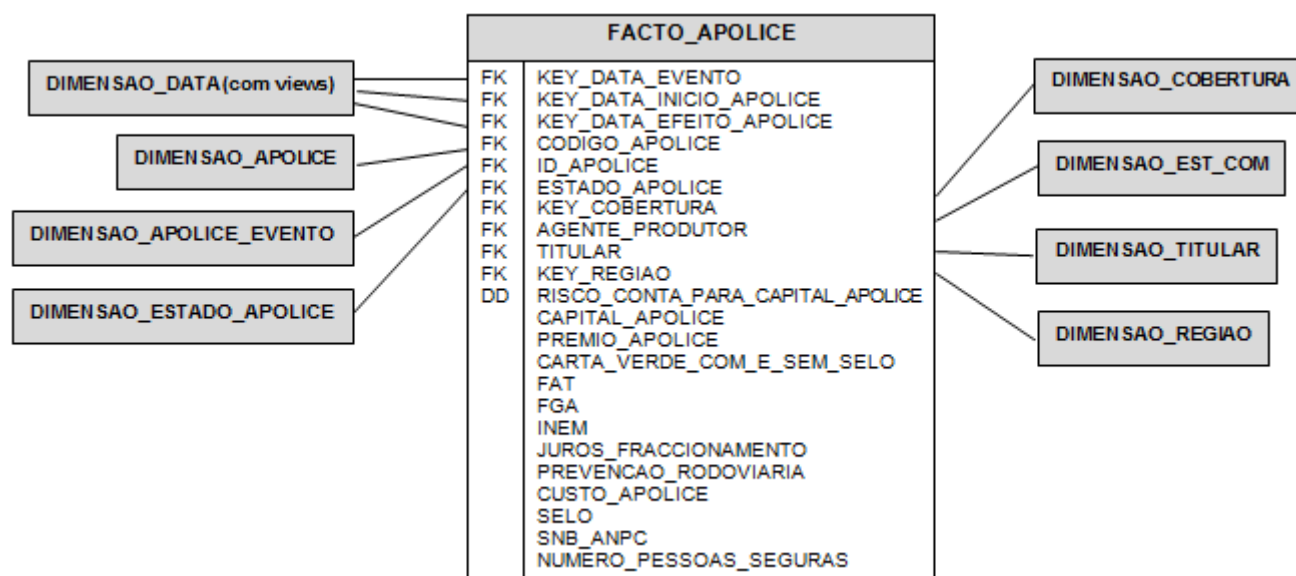 FACTO_APOLICE
DIMENSAO_DATA(com views)
DIMENSAO_APOLICE
DIMENSAO_APOLICE_EVENTO
DIMENSAO_ESTADO_APOLICE
FK KEY_DATA_EVENTO
FK KEY_DATA_INICIO_APOLICE
FK KEY_DATA_EFEITO_APOLICE
FK CODIGO_APOLICE
FK ID_APOLICE
FK ESTADO_APOLICE
FK KEY_COBERTURA
FK AGENTE_PRODUTOR
FK TITULAR
FK KEY_REGIAO
DD RISCO_CONTA_PARA_CAPITAL_APOLICE
CAPITAL_APOLICE
PREMIO_APOLICE
CARTA_VERDE_COM_E_SEM_SELO
FAT
FGA
INEM
JUROS_FRACCIONAMENTO
PREVENCAO_RODOVIARIA
CUSTO_APOLICE
SELO
SNB_ANPC
NUMERO_PESSOAS_SEGURAS
DIMENSAO_COBERTURA
DIMENSAO_EST_COM
DIMENSAO_TITULAR
DIMENSAO_REGIAO